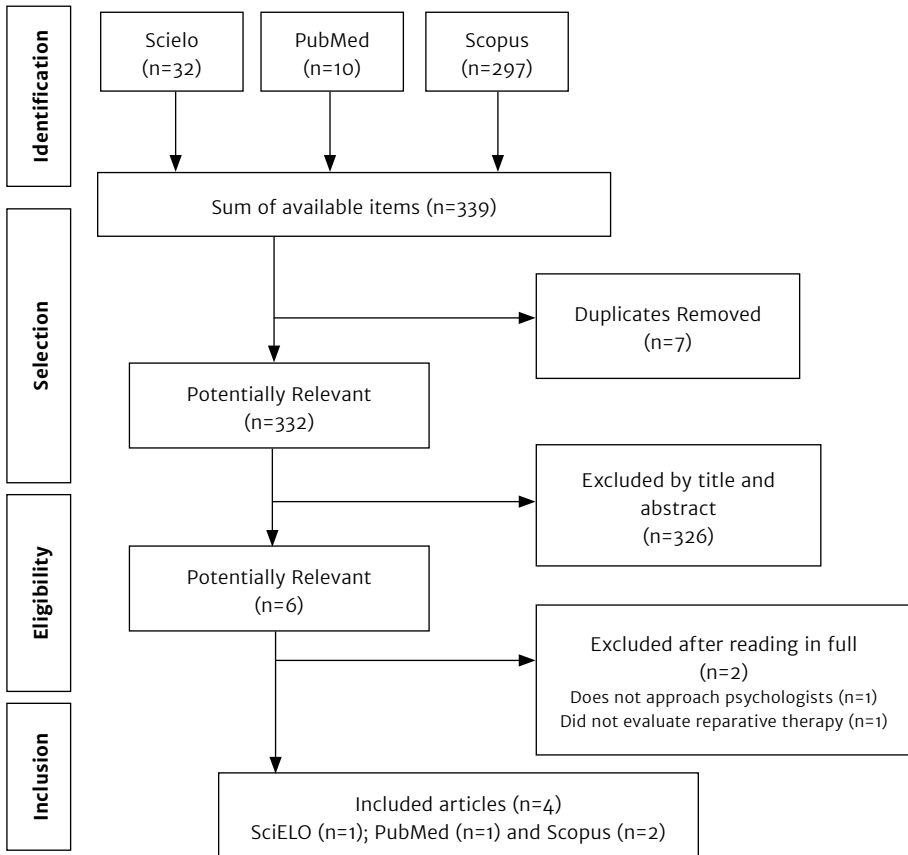 Identification
Scielo
(n=32)
PubMed
(n=10)
Scopus
(n=297)
Sum of available items (n=339)
Selection
Duplicates Removed
(n=7)
Potentially Relevant
(n=332)
Excluded by title and
abstract
(n=326)
Eligibility
Potentially Relevant
(n=6)
Excluded after reading in full
(n=2)
Does not approach psychologists (n=1)
Did not evaluate reparative therapy (n=1)
Inclusion
Included articles (n=4)
SciELO (n=1); PubMed (n=1) and Scopus (n=2)